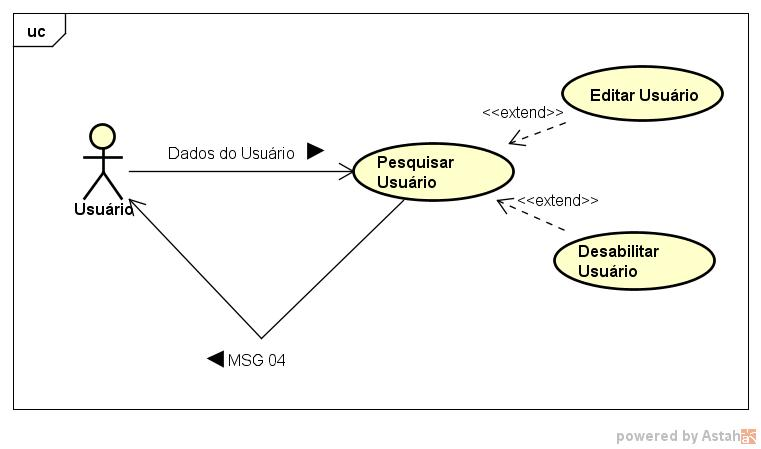 uc
Editar Usuário
<<extend>>
Dados do Usuário
Pesquisar
Usuário
Usuário
<<extend>>
Desabilitar
Usuário
MSG 04
powered by Astah